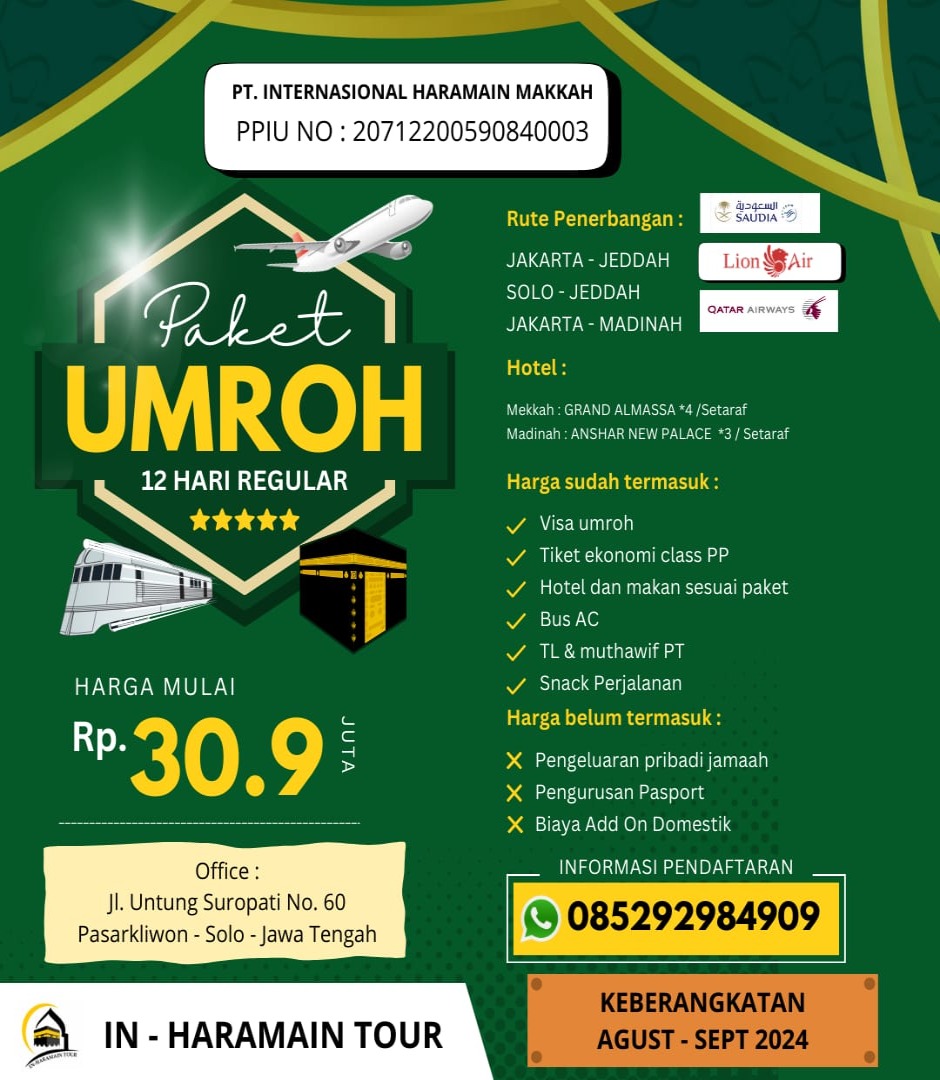 PT. INTERNASIONAL HARAMAIN MAKKAH
PPIU NO : 20712200590840003
Paket
UMROH
12 HARI REGULAR
HARGA MULAI
Rp. 30.9 JUTA
Office :
Jl. Untung Suropati No. 60
Pasarkliwon - Solo - Jawa Tengah
IN-HARAMAIN TOUR
IN - HARAMAIN TOUR
Rute Penerbangan :
السعودية
SAUDIA
JAKARTA - JEDDAH
Lion Air
SOLO - JEDDAH
QATAR AIRWAYS
JAKARTA - MADINAH
Hotel :
Mekkah : GRAND ALMASSA *4 /Setaraf
Madinah : ANSHAR NEW PALACE *3 / Setaraf
Harga sudah termasuk :
Visa umroh
Tiket ekonomi class PP
Hotel dan makan sesuai paket
Bus AC
TL & muthawif PT
Snack Perjalanan
Harga belum termasuk :
Pengeluaran pribadi jamaah
Pengurusan Pasport
Biaya Add On Domestik
INFORMASI PENDAFTARAN
085292984909
KEBERANGKATAN
AGUST - SEPT 2024